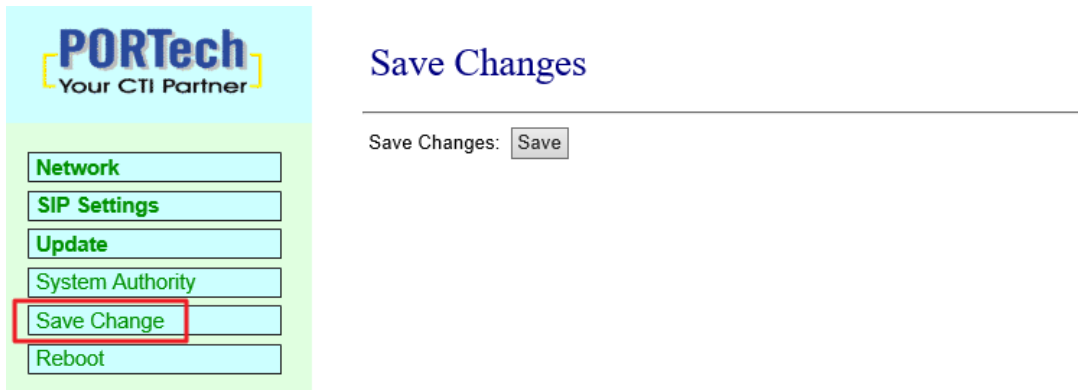 PORTech
Your CTI Partner
Network
SIP Settings
Update
System Authority
Save Change
Reboot
Save Changes
Save Changes: Save